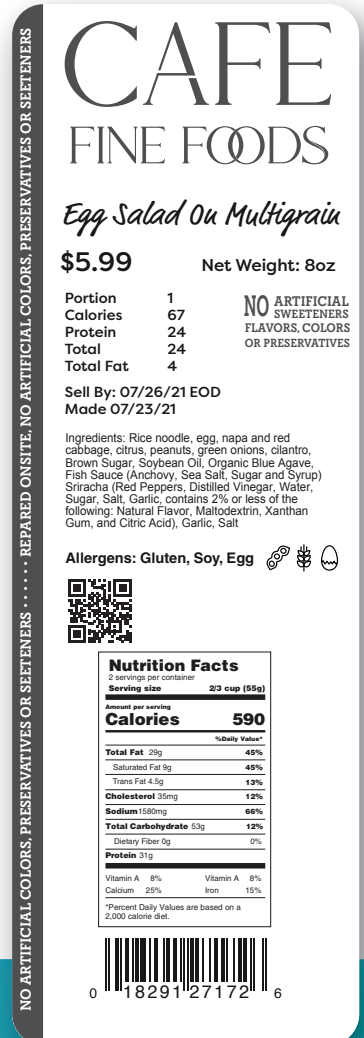 CAFE
FINE FOODS
Egg Salad On Multigrain
$5.99 Net Weight: 8oz
Portion 1
Calories 67
Protein 24
Total 24
Total Fat 4
NO ARTIFICIAL
SWEETENERS
FLAVORS, COLORS
OR PRESERVATIVES
Sell By: 07/26/21 EOD
Made 07/23/21
Ingredients: Rice noodle, egg, napa and red
cabbage, citrus, peanuts, green onions, cilantro,
Brown Sugar, Soybean Oil, Organic Blue Agave,
Fish Sauce (Anchovy, Sea Salt, Sugar and Syrup)
Sriracha (Red Peppers, Distilled Vinegar, Water,
Sugar, Salt, Garlic, contains 2% or less of the
following: Natural Flavor, Maltodextrin, Xanthan
Gum, and Citric Acid), Garlic, Salt
Allergens: Gluten, Soy, Egg
Nutrition Facts
2 servings per container
Serving size 2/3 cup (55g)
Amount per serving
Calories 590
%Daily Value*
Total Fat 29g 45%
Saturated Fat 9g 45%
Trans Fat 4.5g 13%
Cholesterol 35mg 12%
Sodium1580mg 66%
Total Carbohydrate 53g 12%
Dietary Fiber 0g 0%
Protein 31g
Vitamin A 8% Vitamin A 8%
Calcium 25% Iron 15%
*Percent Daily Values are based on a
2,000 calorie diet.
0 18291 27172 6
NO ARTIFICIAL COLORS, PRESERVATIVES OR SEETENERS · · · · · · REPARED ONSITE, NO ARTIFICIAL COLORS, PRESERVATIVES OR SEETENERS